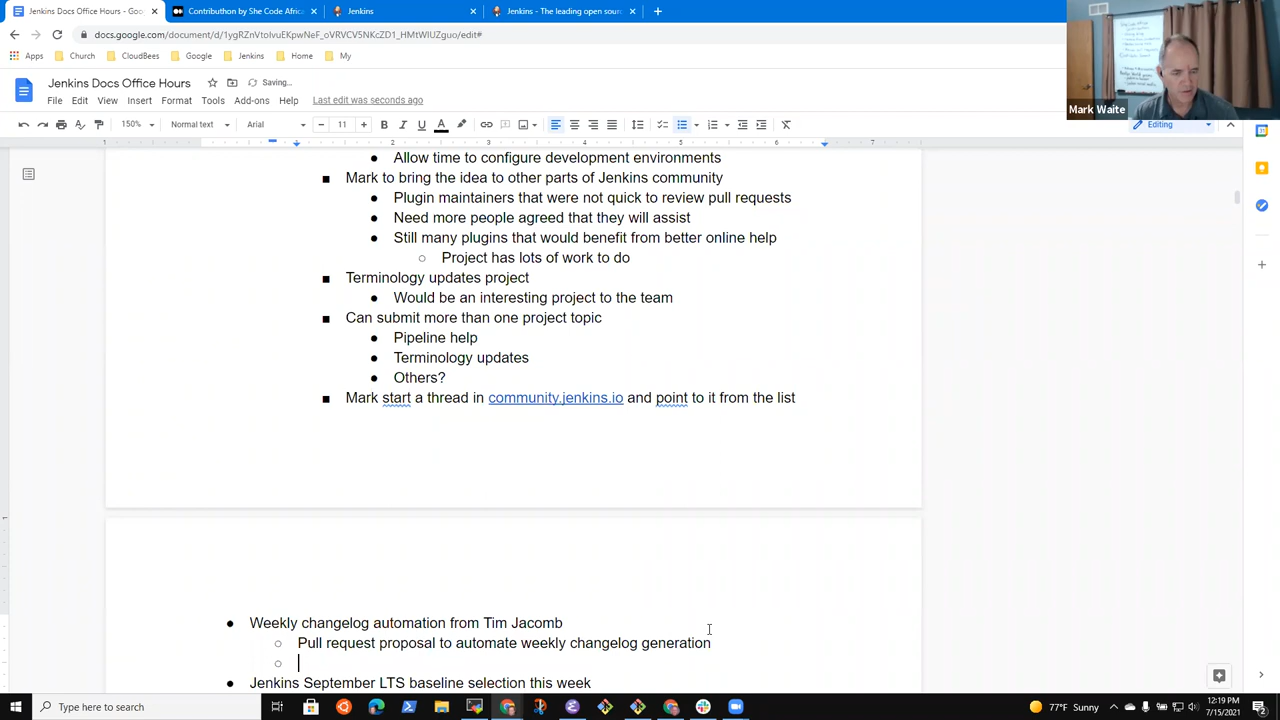 Jenkins Docs Office Hours - Goo
Contributhon by She Code Africa
Jenkins
Jenkins - The leading open sour
docs.google.com/document/d/
edit#
Apps
Church
CloudBees
Google
Jenkins
Home
My
Jenkins Docs Office Hours
Saving...
File Edit View Insert Format Tools Add-ons Help Last edit was seconds ago
150% Normal text Arial 11
Editing
Mark Waite
1 2 3 4 5 6 7
Allow time to configure development environments
Mark to bring the idea to other parts of Jenkins community
Plugin maintainers that were not quick to review pull requests
Need more people agreed that they will assist
Still many plugins that would benefit from better online help
Project has lots of work to do
Terminology updates project
Would be an interesting project to the team
Can submit more than one project topic
Pipeline help
Terminology updates
Others?
Mark start a thread in community.jenkins.io and point to it from the list
Weekly changelog automation from Tim Jacomb
Pull request proposal to automate weekly changelog generation
Jenkins September LTS baseline selection this week
Type here to search
77°F Sunny
12:19 PM
7/15/2021
2